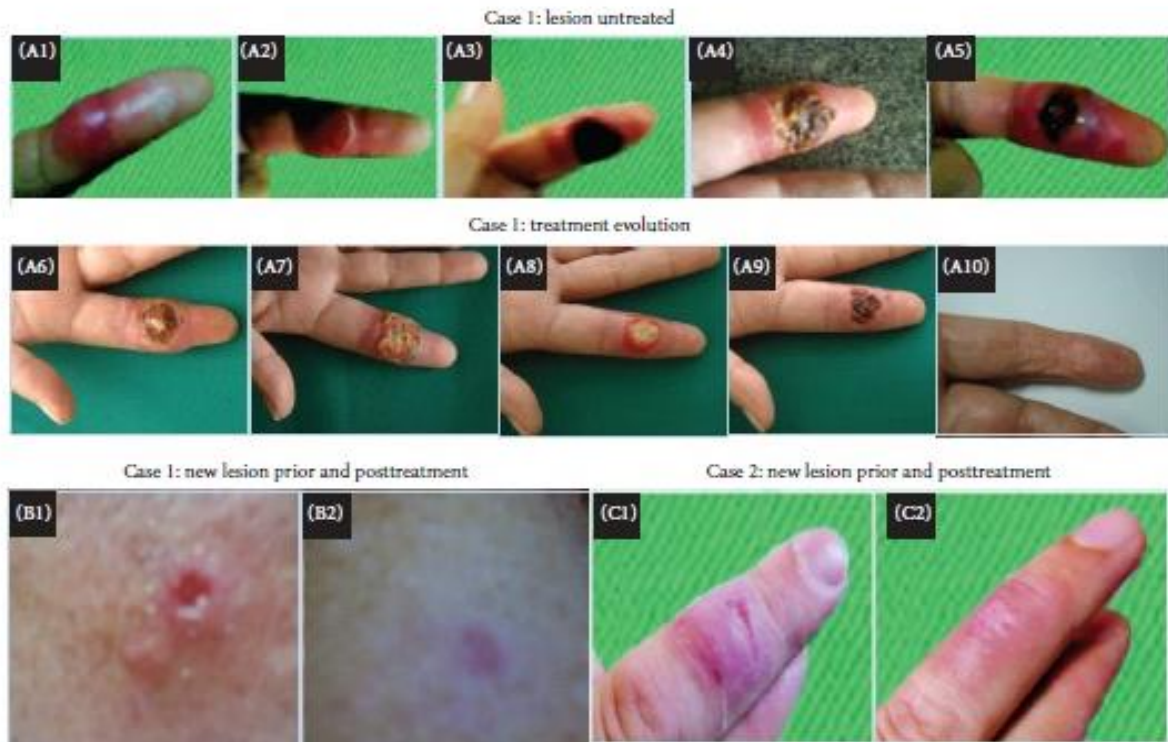 Case 1: lesion untreated
(A1) (A2) (A3) (A4) (A5)
Case 1: treatment evolution
(A6) (A7) (A8) (A9) (A10)
Case 1: new lesion prior and posttreatment Case 2: new lesion prior and posttreatment
(B1) (B2) (C1) (C2)